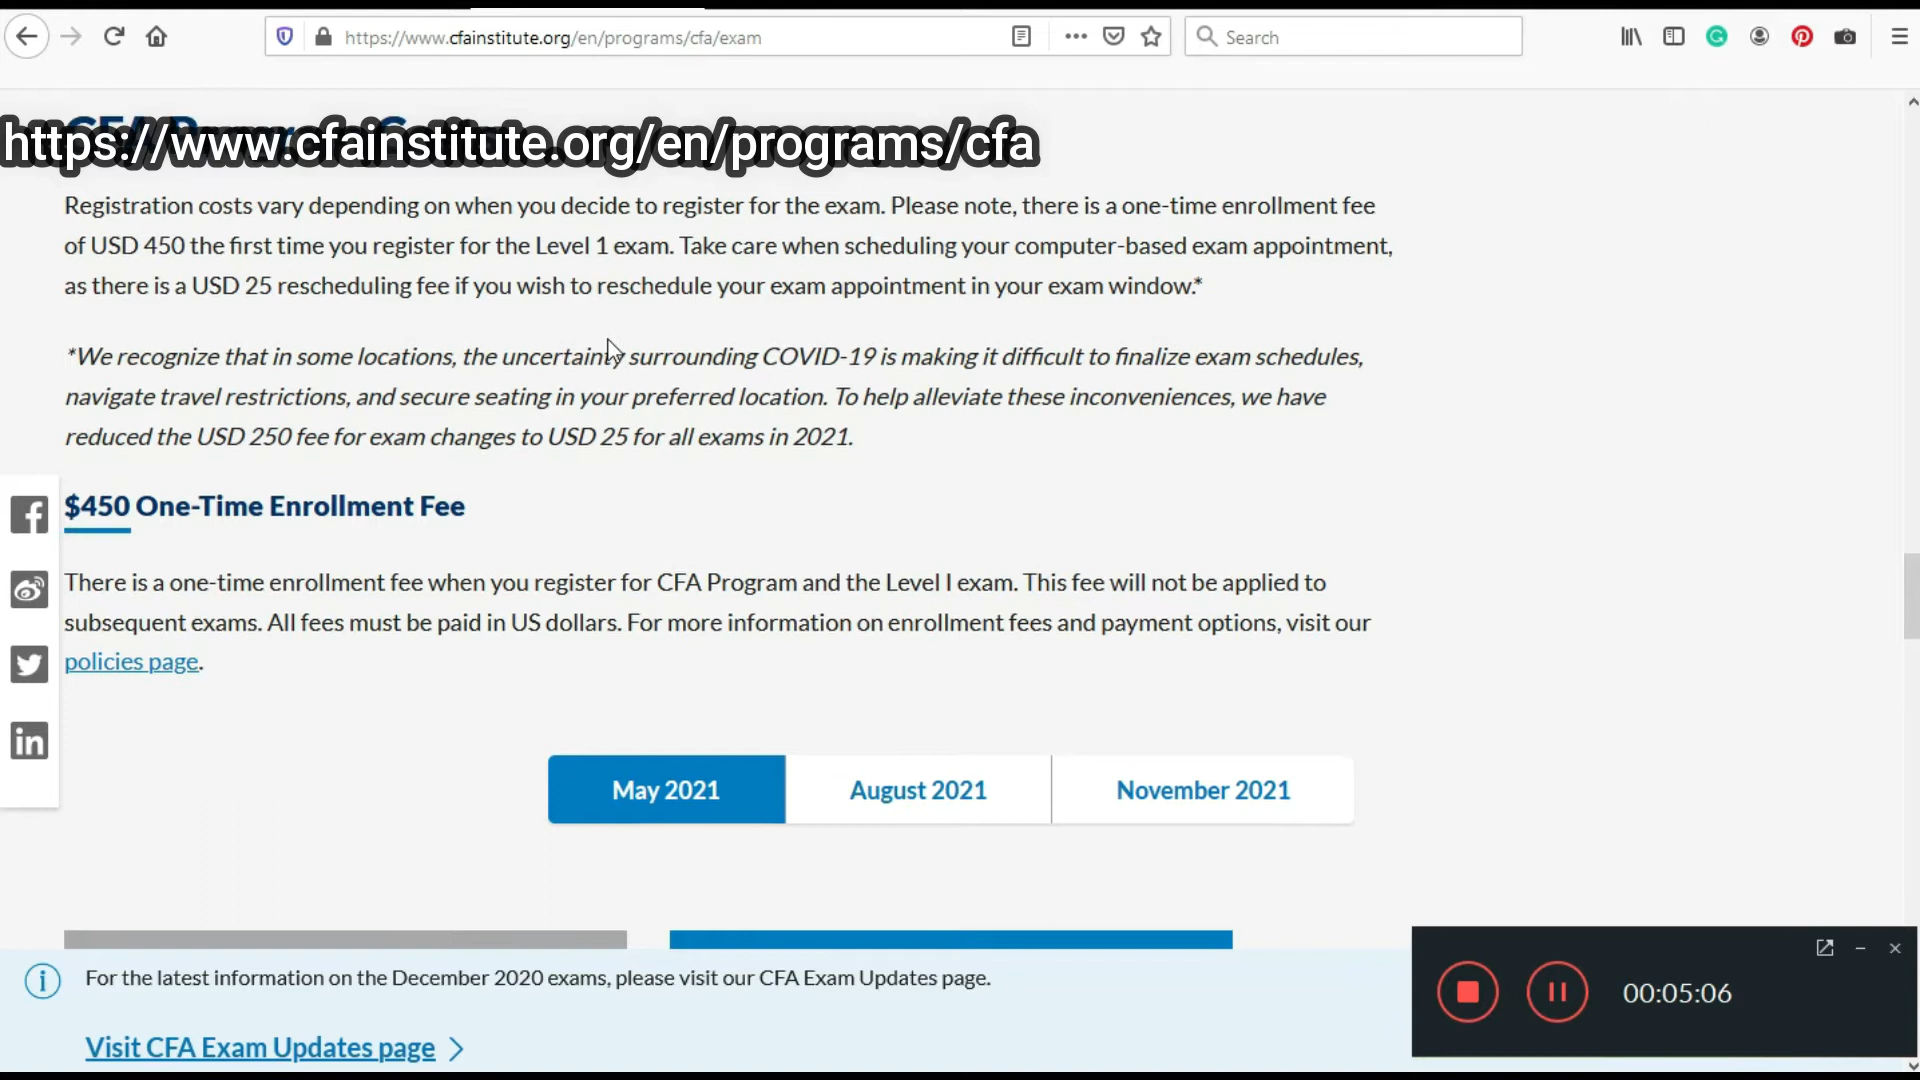 https://www.cfainstitute.org/en/programs/cfa/exam
Search
https://www.cfainstitute.org/en/programs/cfa
Registration costs vary depending on when you decide to register for the exam. Please note, there is a one-time enrollment fee
of USD 450 the first time you register for the Level 1 exam. Take care when scheduling your computer-based exam appointment,
as there is a USD 25 rescheduling fee if you wish to reschedule your exam appointment in your exam window.*
*We recognize that in some locations, the uncertainty surrounding COVID-19 is making it difficult to finalize exam schedules,
navigate travel restrictions, and secure seating in your preferred location. To help alleviate these inconveniences, we have
reduced the USD 250 fee for exam changes to USD 25 for all exams in 2021.
$450 One-Time Enrollment Fee
There is a one-time enrollment fee when you register for CFA Program and the Level I exam. This fee will not be applied to
subsequent exams. All fees must be paid in US dollars. For more information on enrollment fees and payment options, visit our
policies page.
May 2021
August 2021
November 2021
For the latest information on the December 2020 exams, please visit our CFA Exam Updates page.
Visit CFA Exam Updates page
00:05:06